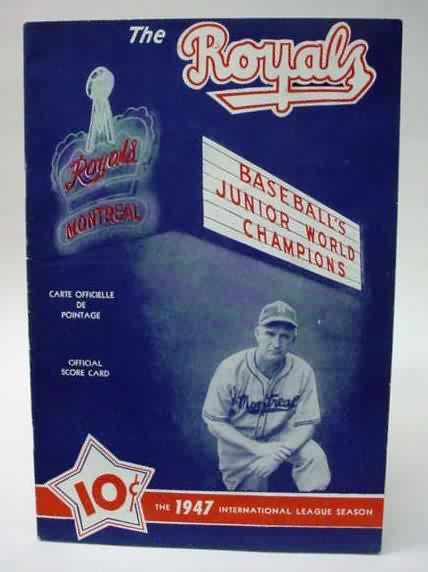 The Royals
Royals
MONTREAL
BASEBALL'S
JUNIOR WORLD
CHAMPIONS
CARTE OFFICIELLE
DE
POINTAGE
OFFICIAL
SCORE CARD
M
Montreal
10¢
THE 1947 INTERNATIONAL LEAGUE SEASON